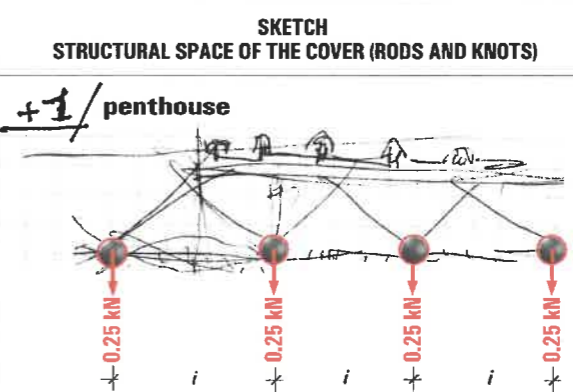 SKETCH
STRUCTURAL SPACE OF THE COVER (RODS AND KNOTS)
+1/ penthouse
0.25 kN
0.25 kN
0.25 kN
0.25 kN
i i i